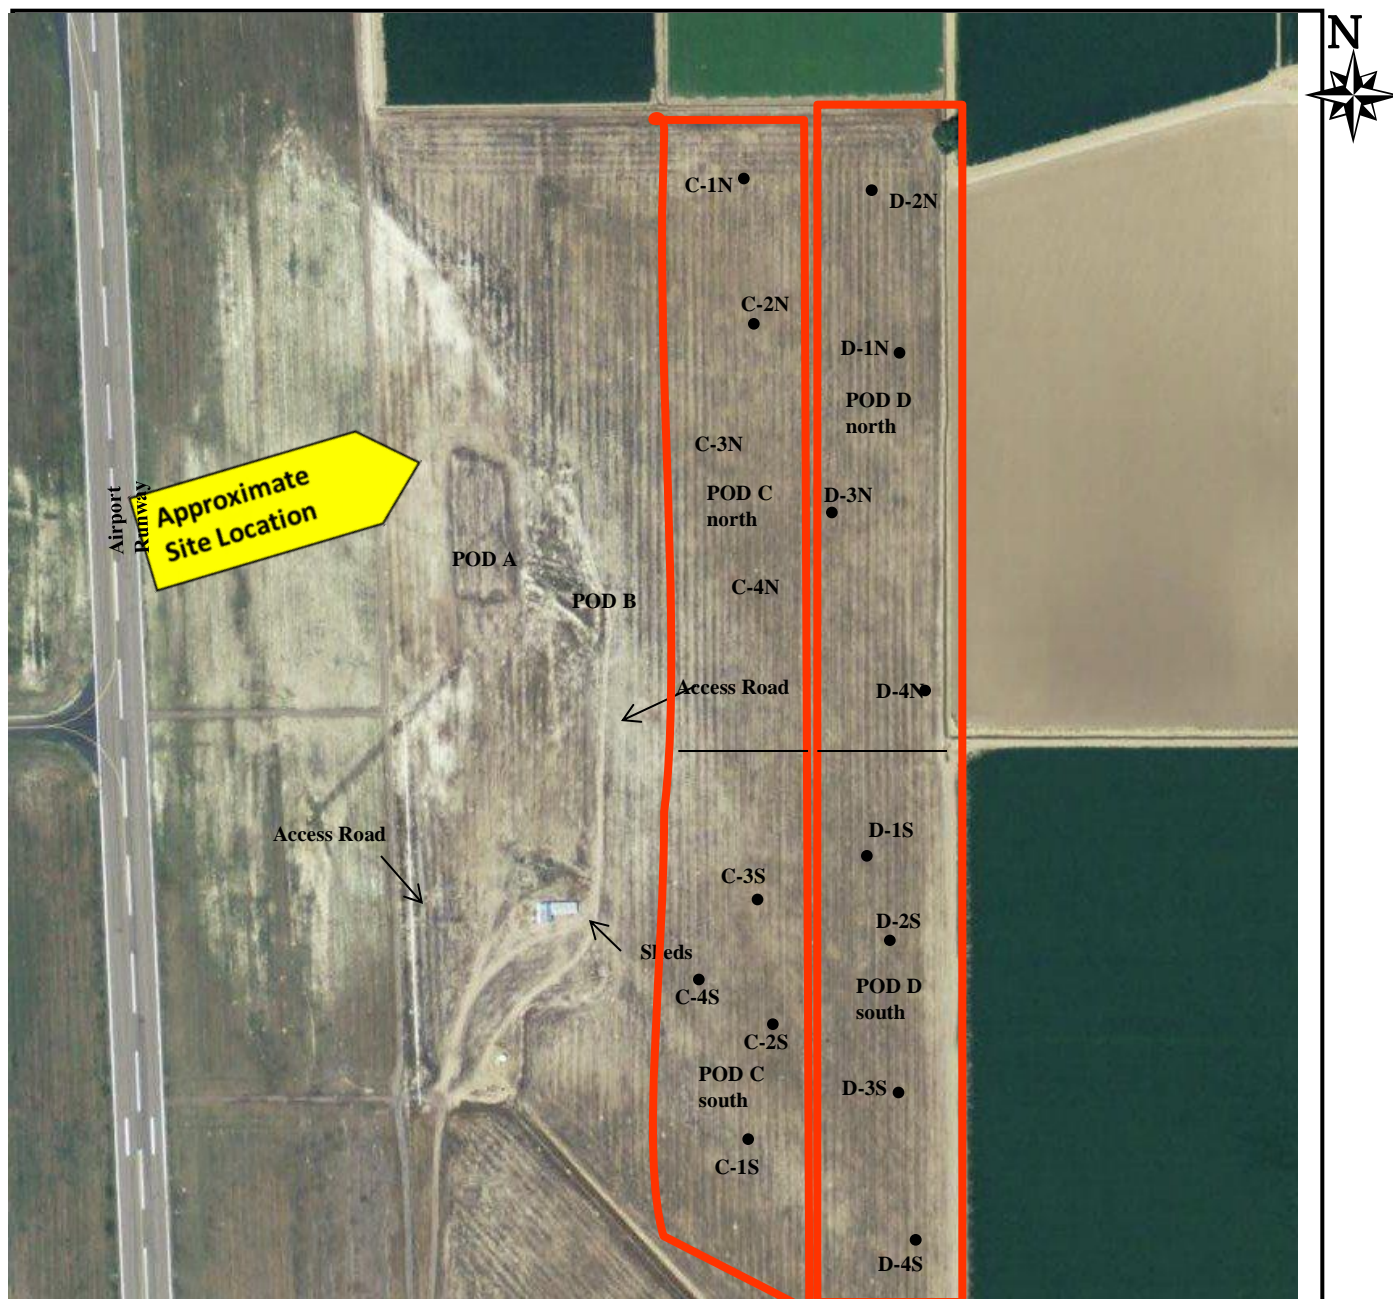 N
C-1N
D-2N
C-2N
D-1N
POD D
north
C-3N
POD C
north
D-3N
Approximate
Site Location
Airport
Runway
POD A
C-4N
POD B
Access Road
D-4N
Access Road
D-1S
C-3S
D-2S
Sheds
C-4S
POD D
south
C-2S
POD C
south
D-3S
C-1S
D-4S